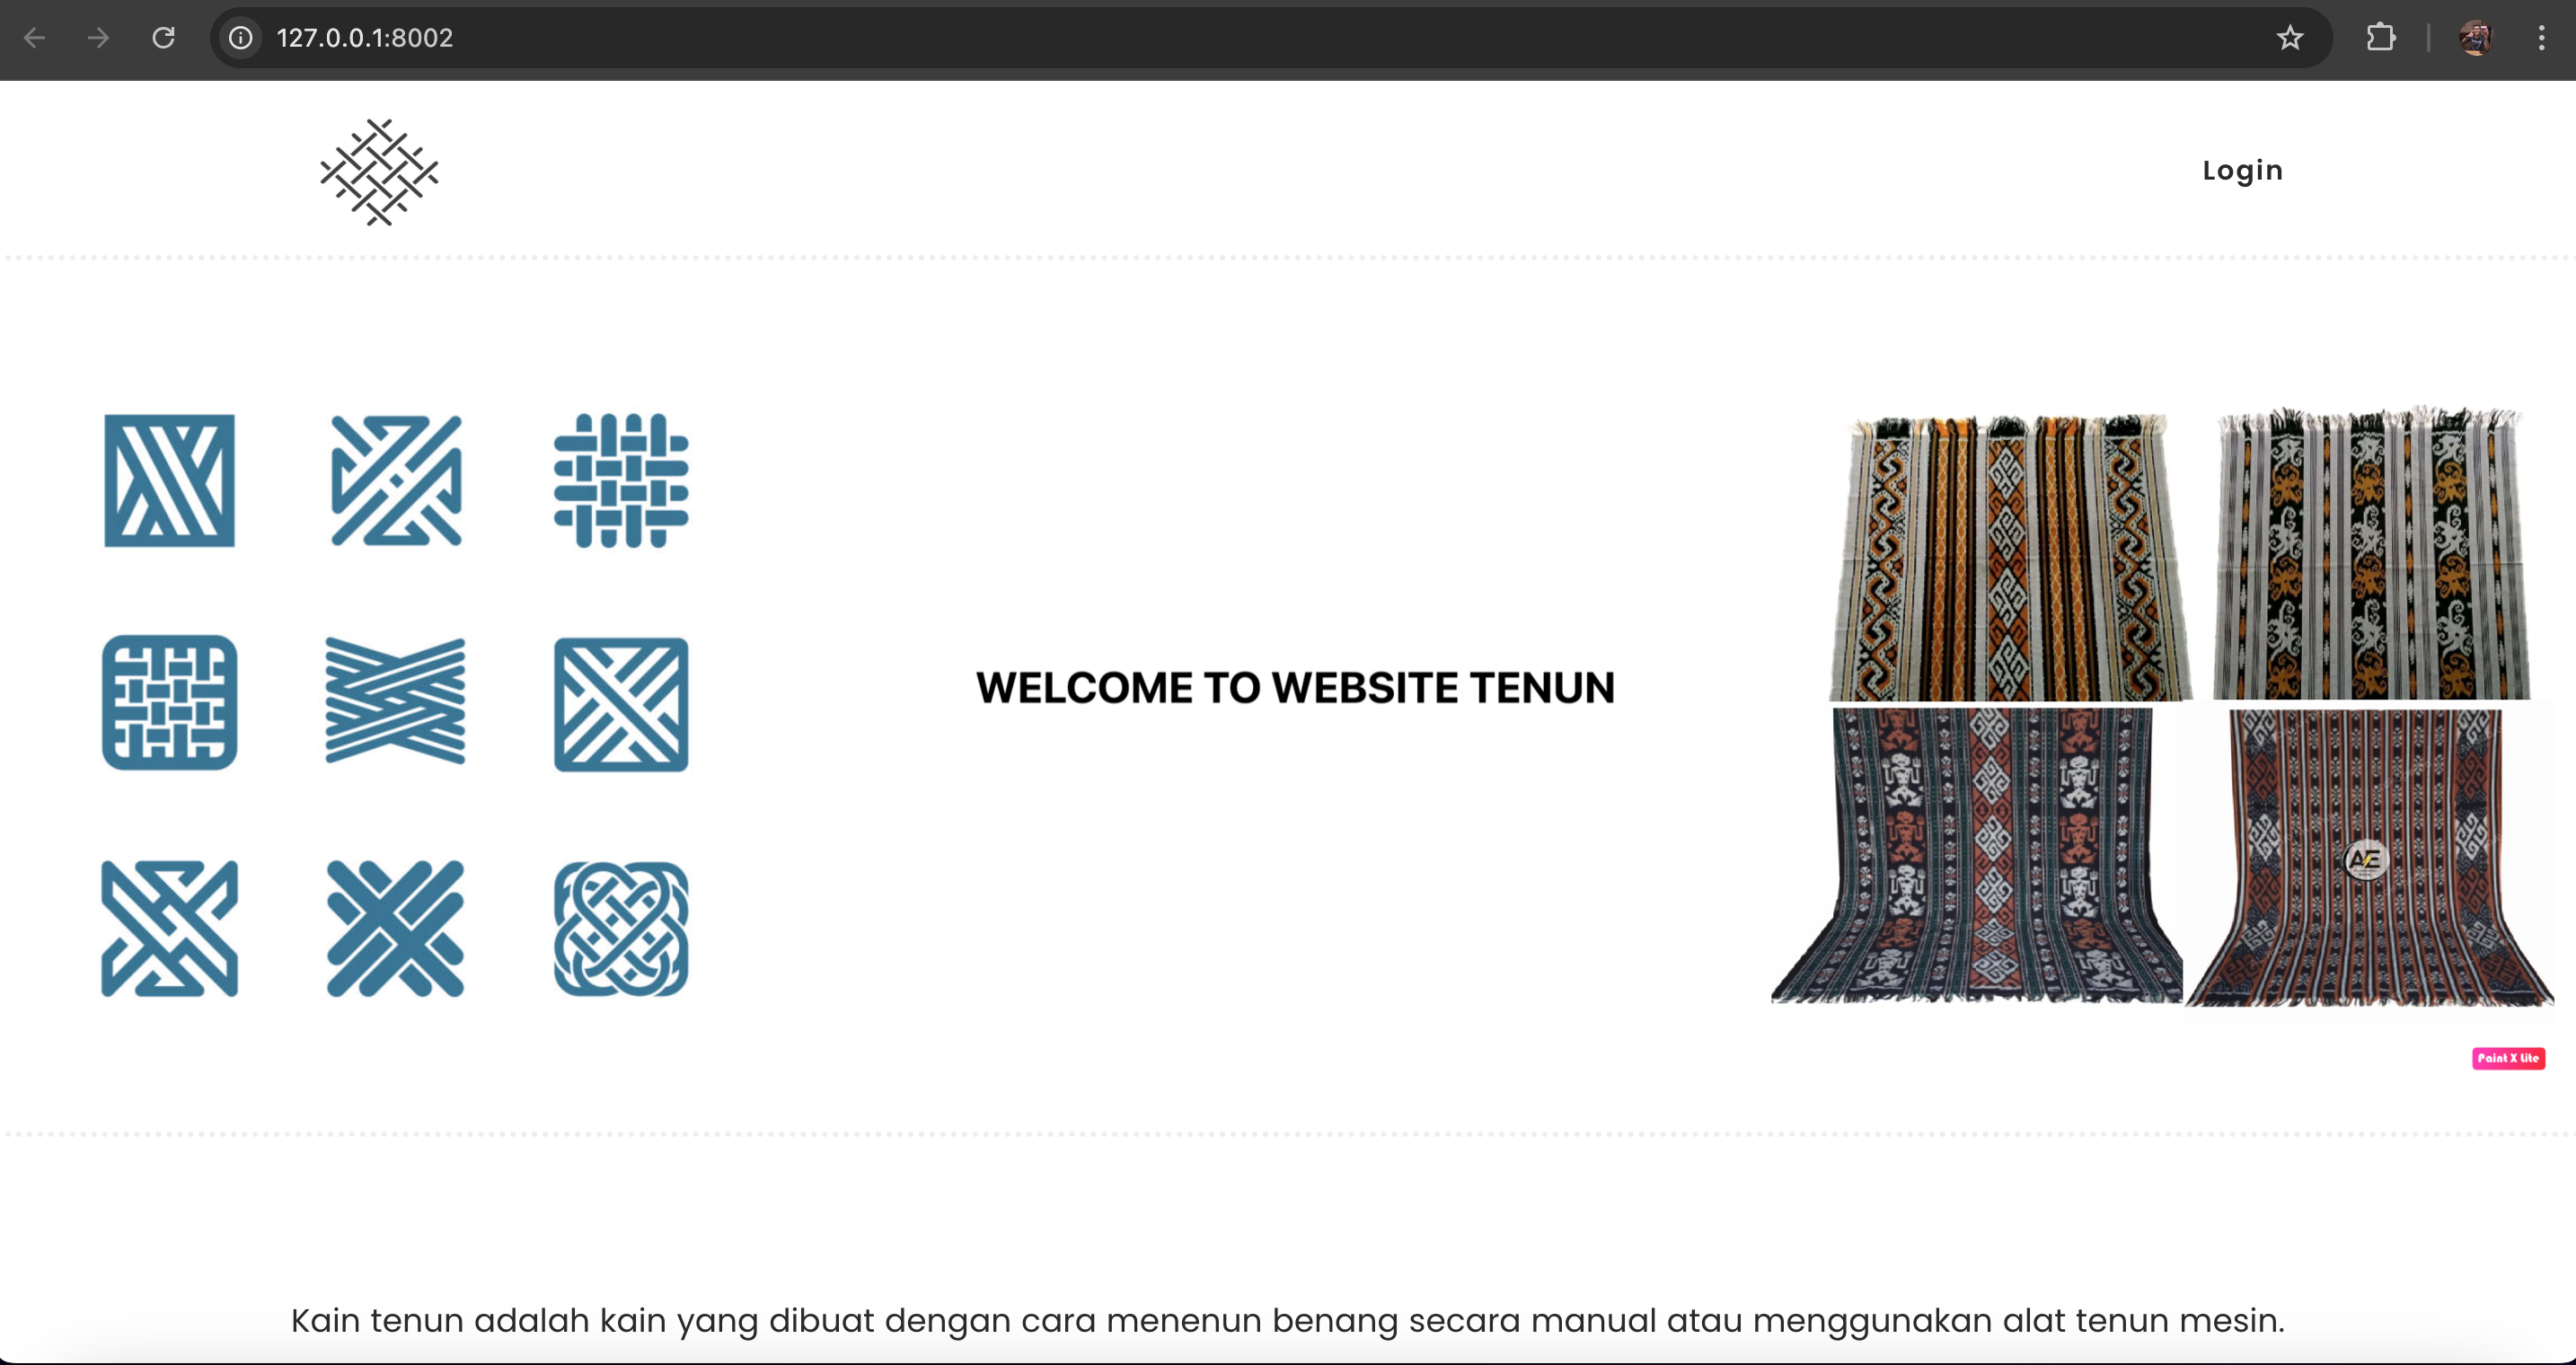 127.0.0.1:8002
Login
WELCOME TO WEBSITE TENUN
AE
Paint X Lite
Kain tenun adalah kain yang dibuat dengan cara menenun benang secara manual atau menggunakan alat tenun mesin.